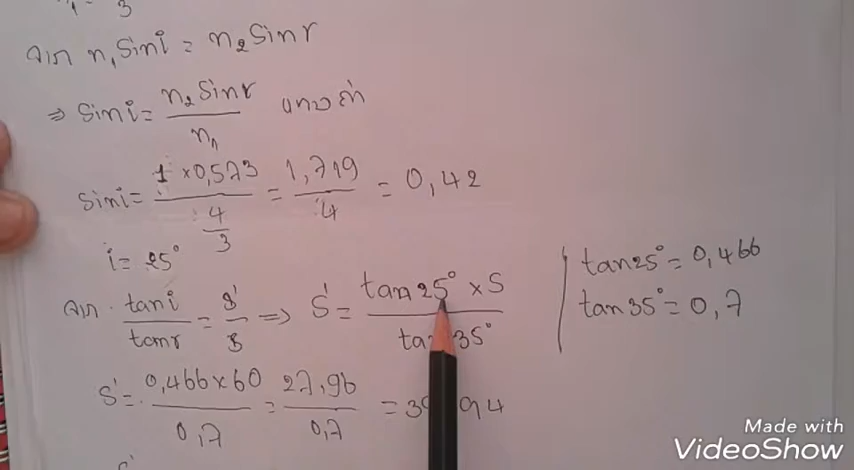 ຈາກ n₁ sin i = n₂ sin r
⇒ sin i = n₂ sin r / n₁ ແທນຄ່າ
sin i = 1 × 0,573 / (4/3) = 1,719 / 4 = 0,42
i = 25°
ຈາກ tan i / tan r = s' / s ⇒ s' = tan 25° × s / tan 35°
tan 25° = 0,466
tan 35° = 0,7
s' = 0,466 × 60 / 0,7 = 27,96 / 0,7 =
Made with
VideoShow